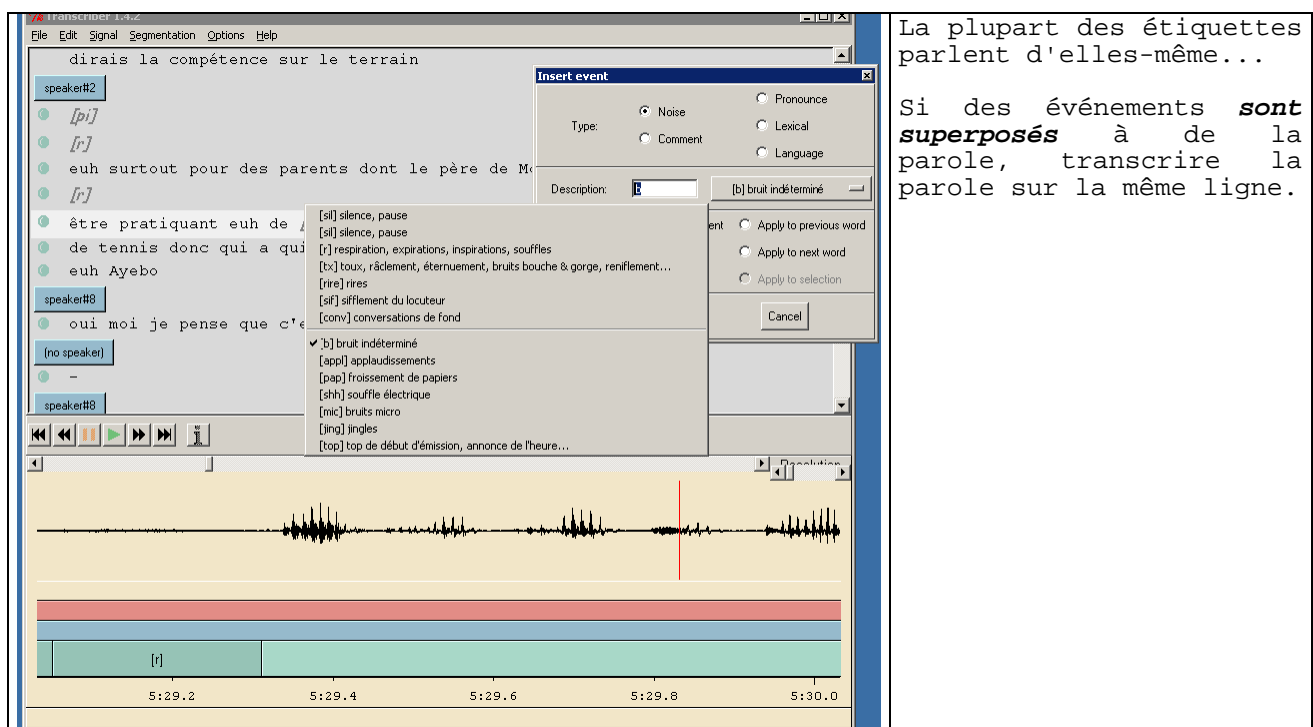 Transcriber 1.4.2
File Edit Signal Segmentation Options Help
dirais la compétence sur le terrain
speaker#2
[pi]
[r]
euh surtout pour des parents dont le père de
[r]
être pratiquant euh de
de tennis donc qui a qui
euh Ayebo
speaker#8
oui moi je pense que c'e
(no speaker)
–
speaker#8
Insert event
Type:
Noise
Comment
Pronounce
Lexical
Language
Description:
b
[b] bruit indéterminé
ent
Apply to previous word
Apply to next word
Apply to selection
Cancel
[sil] silence, pause
[sil] silence, pause
[r] respiration, expirations, inspirations, souffles
[tx] toux, râclement, éternuement, bruits bouche & gorge, reniflement...
[rire] rires
[sif] sifflement du locuteur
[conv] conversations de fond
[b] bruit indéterminé
[appl] applaudissements
[pap] froissement de papiers
[shh] souffle électrique
[mic] bruits micro
[jing] jingles
[top] top de début d'émission, annonce de l'heure...
Resolution
[r]
5:29.2 5:29.4 5:29.6 5:29.8 5:30.0
La plupart des étiquettes
parlent d'elles-même...
Si des événements sont
superposés à de la
parole, transcrire la
parole sur la même ligne.